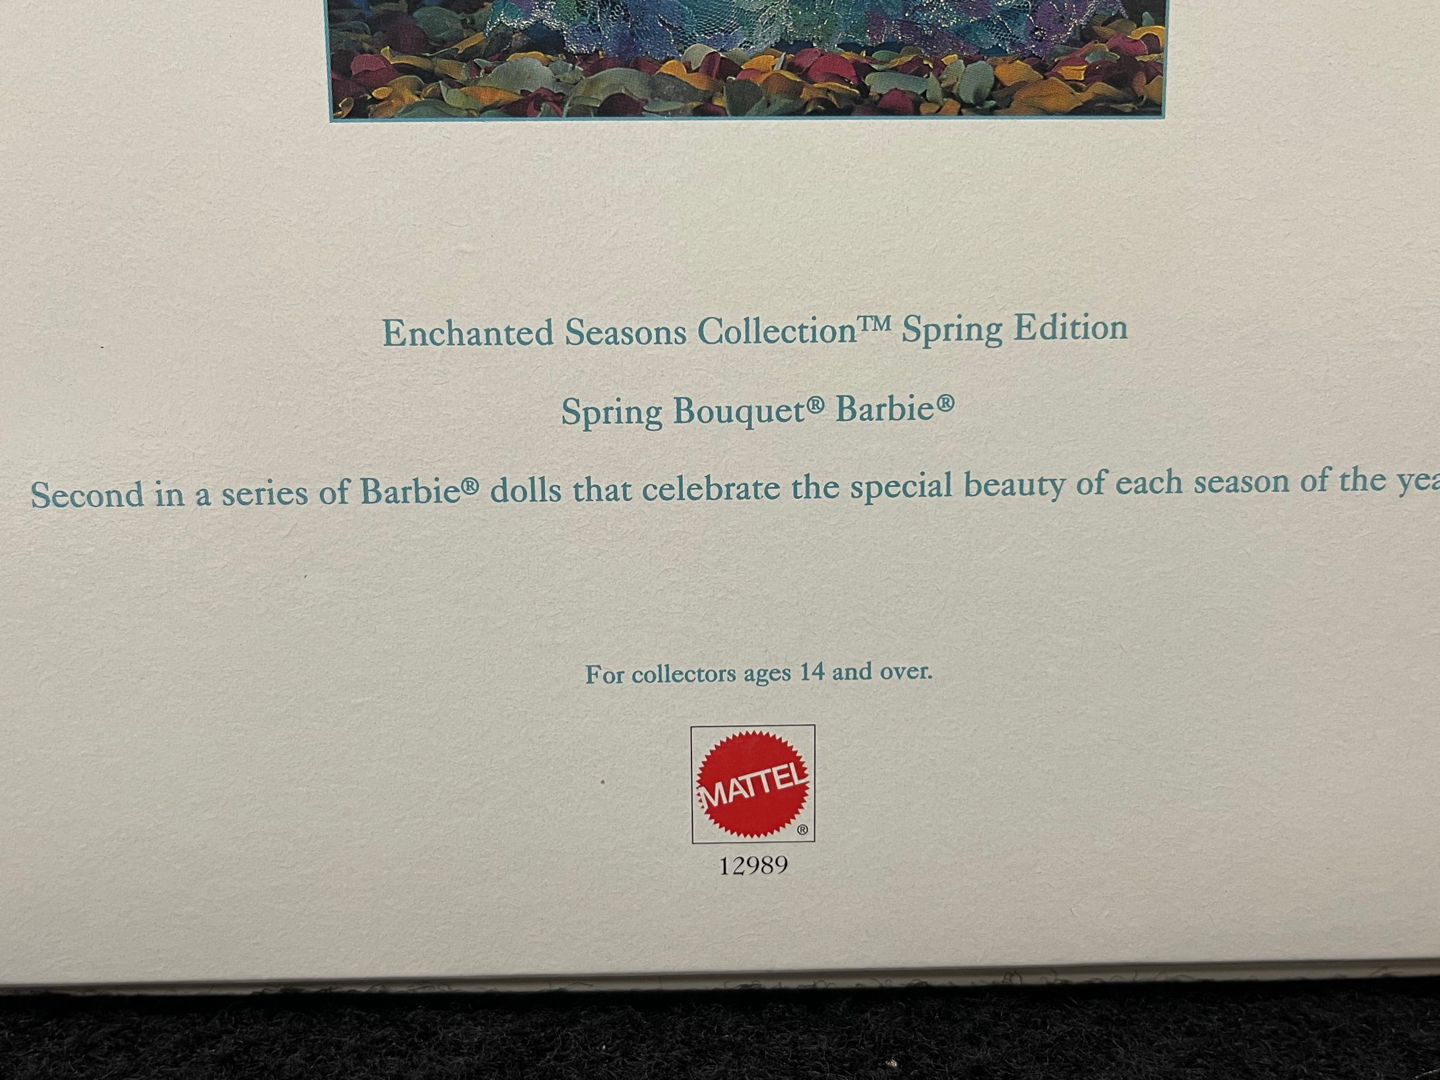 Enchanted Seasons Collection™ Spring Edition
Spring Bouquet® Barbie®
Second in a series of Barbie® dolls that celebrate the special beauty of each season of the
For collectors ages 14 and over.
MATTEL
®
12989